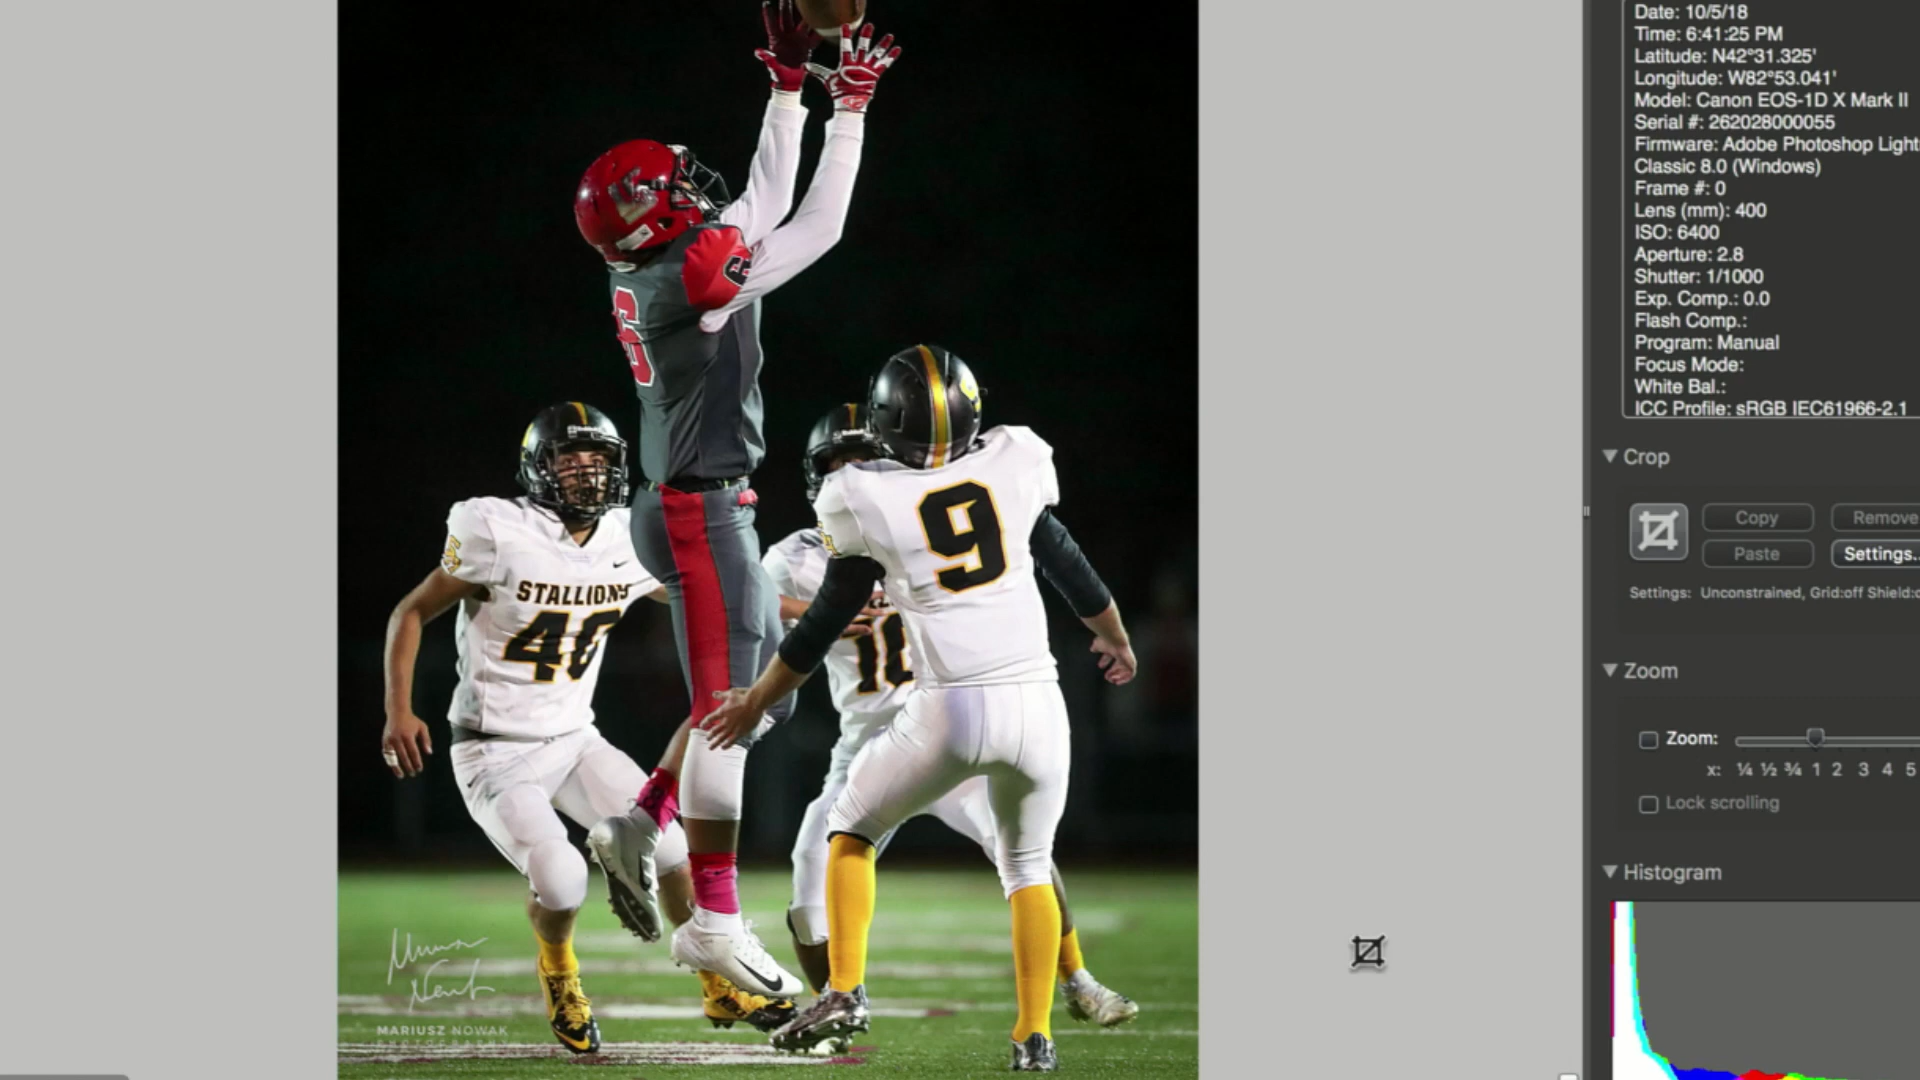 Date: 10/5/18
Time: 6:41:25 PM
Latitude: N42°31.325'
Longitude: W82°53.041'
Model: Canon EOS-1D X Mark II
Serial #: 262028000055
Firmware: Adobe Photoshop Light
Classic 8.0 (Windows)
Frame #: 0
Lens (mm): 400
ISO: 6400
Aperture: 2.8
Shutter: 1/1000
Exp. Comp.: 0.0
Flash Comp.:
Program: Manual
Focus Mode:
White Bal.:
ICC Profile: sRGB IEC61966-2.1
Crop
Copy
Remove
Paste
Settings..
Settings: Unconstrained, Grid:off Shield:o
Zoom
Zoom:
x: ¼ ½ ¾ 1 2 3 4 5
Lock scrolling
Histogram
6
6
9
STALLIONS
40
10
MARIUSZ NOWAK
PHOTOGRAPHY